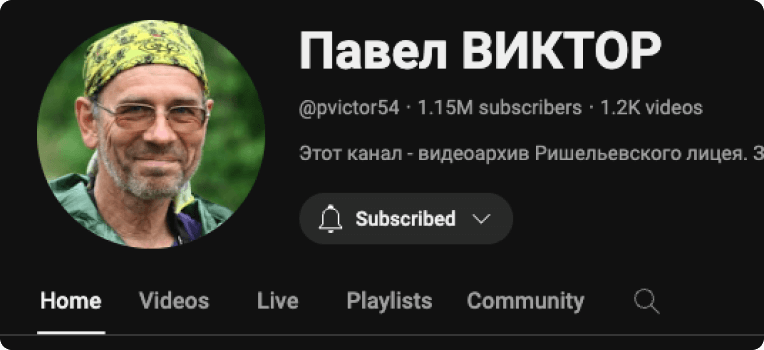 Павел ВИКТОР
@pvictor54 · 1.15M subscribers · 1.2K videos
Этот канал - видеоархив Ришельевского лицея. З
Subscribed
Home Videos Live Playlists Community